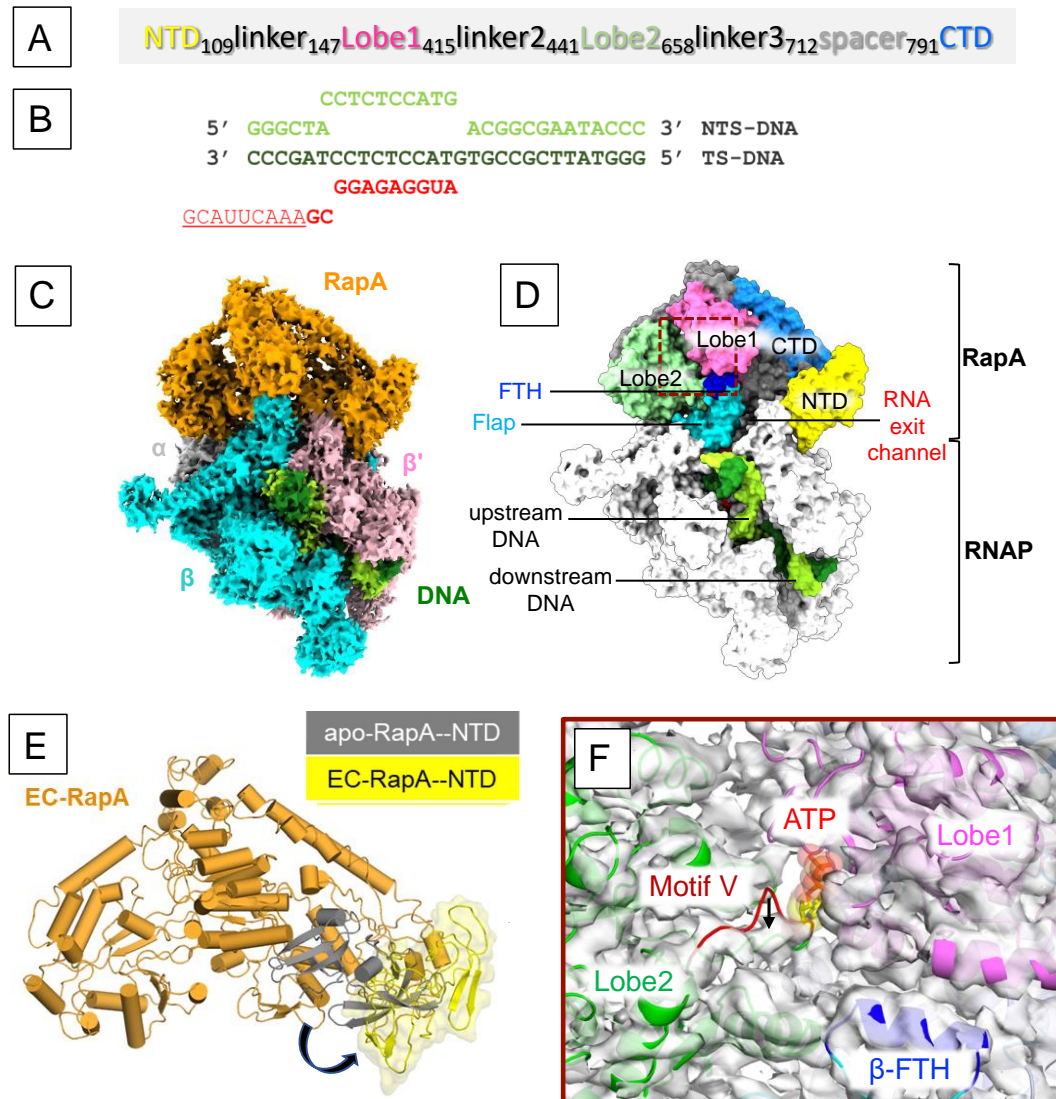 A
NTD109linker147Lobe1415linker2441Lobe2658linker3712spacer791CTD
B
CCTCTCCATG
5′ GGGCTA ACGGCGAATACCC 3′ NTS-DNA
3′ CCCGATCCTCTCCATGTGCCGCTTATGGG 5′ TS-DNA
GGAGAGGUA
GCAUUCAAAGC
C
RapA
α
β'
β
DNA
D
Lobe1
CTD
Lobe2
NTD
FTH
Flap
RNA
exit
channel
upstream
DNA
downstream
DNA
RapA
RNAP
E
apo-RapA--NTD
EC-RapA--NTD
EC-RapA
F
ATP
Lobe1
Motif V
Lobe2
β-FTH